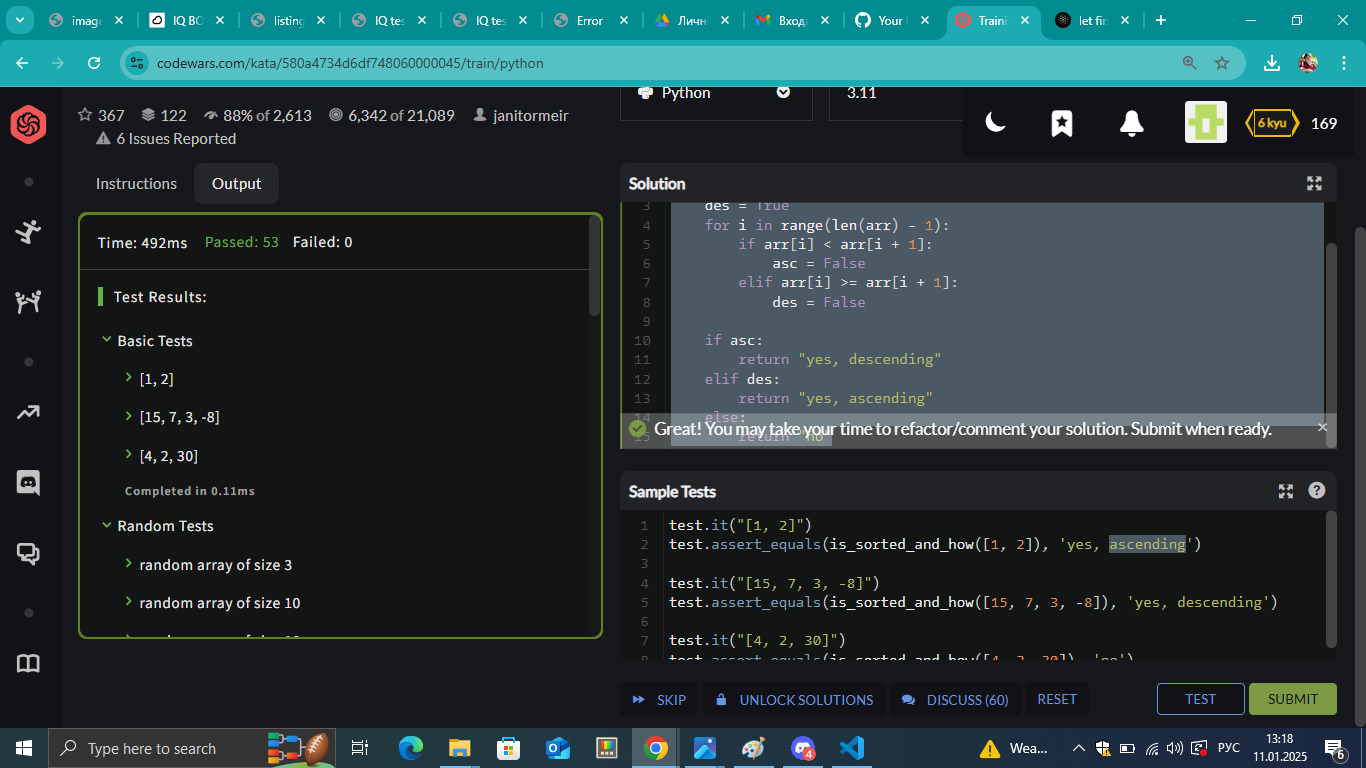 image
IQ BO
listing
IQ tes
IQ tes
Error
Личн
Входя
Your
Traini
let fin
codewars.com/kata/580a4734d6df748060000045/train/python
367 122 88% of 2,613 6,342 of 21,089 janitormeir
6 Issues Reported
Python
3.11
6 kyu
169
Instructions
Output
Time: 492ms Passed: 53 Failed: 0
Test Results:
Basic Tests
[1, 2]
[15, 7, 3, -8]
[4, 2, 30]
Completed in 0.11ms
Random Tests
random array of size 3
random array of size 10
Solution
3 des = True
4 for i in range(len(arr) - 1):
5 if arr[i] < arr[i + 1]:
6 asc = False
7 elif arr[i] >= arr[i + 1]:
8 des = False
9
10 if asc:
11 return "yes, descending"
12 elif des:
13 return "yes, ascending"
14 else:
15 return "no"
Great! You may take your time to refactor/comment your solution. Submit when ready.
Sample Tests
1 test.it("[1, 2]")
2 test.assert_equals(is_sorted_and_how([1, 2]), 'yes, ascending')
3
4 test.it("[15, 7, 3, -8]")
5 test.assert_equals(is_sorted_and_how([15, 7, 3, -8]), 'yes, descending')
6
7 test.it("[4, 2, 30]")
8 test.assert_equals(is_sorted_and_how([4, 2, 30]), 'no')
SKIP
UNLOCK SOLUTIONS
DISCUSS (60)
RESET
TEST
SUBMIT
Type here to search
4
Wea...
РУС
13:18
11.01.2025
6